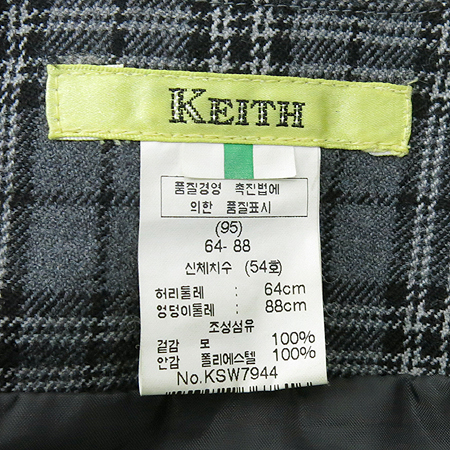 KEITH
품질경영 촉진법에
의한 품질표시
(95)
64-88
신체치수 (54호)
허리둘레 : 64cm
엉덩이둘레 : 88cm
조성섬유
겉감 모 100%
안감 폴리에스텔 100%
No.KSW7944